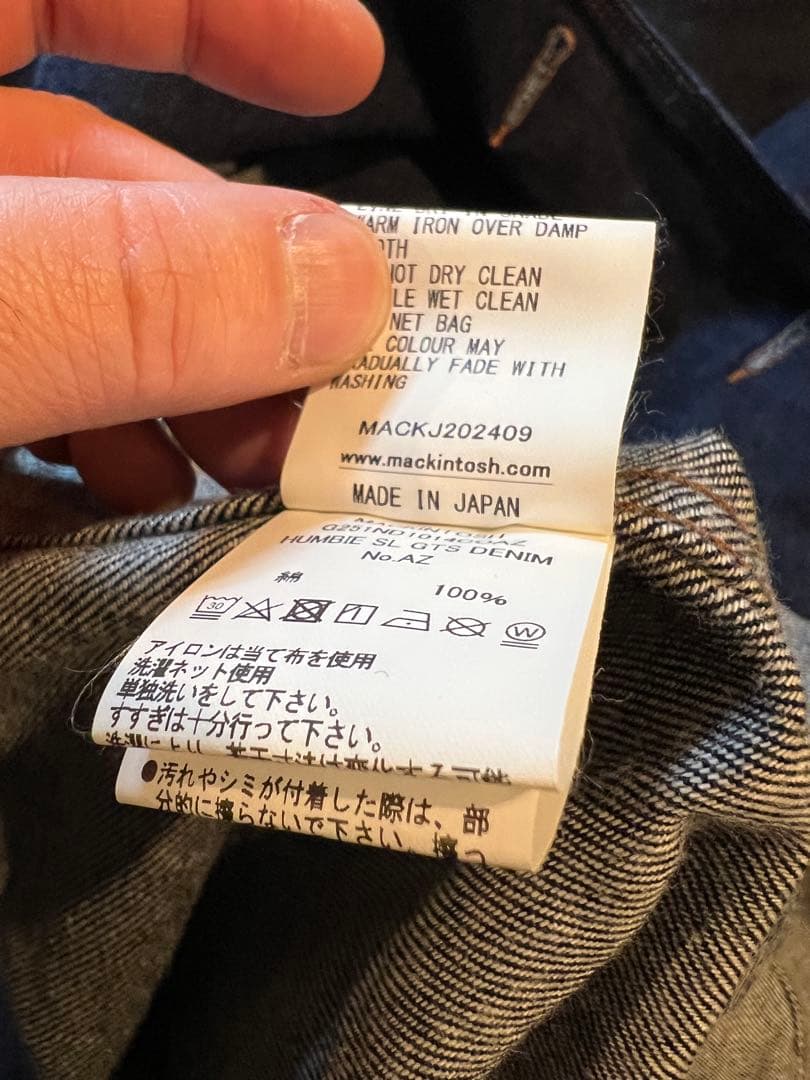 WARM IRON OVER DAMP
NOT DRY CLEAN
WET CLEAN
NET BAG
COLOUR MAY
GRADUALLY FADE WITH
WASHING
MACKJ202409
www.mackintosh.com
MADE IN JAPAN
HUMBIE SL GTS DENIM
No.AZ
綿 100%
30 1 W
アイロンは当て布を使用
洗濯ネット使用
単独洗いをして下さい。
すすぎは十分行って下さい。
●汚れやシミが付着した際は、部
分的に擦らないで下さい。擦っ